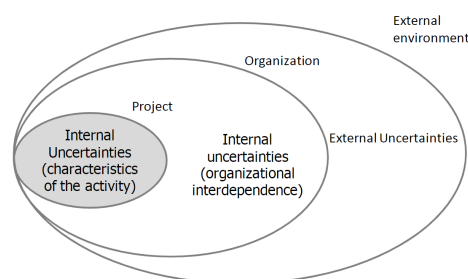 External
environment
Organization
Project
Internal
Uncertainties
(characteristics
of the activity)
Internal
uncertainties
(organizational
interdependence)
External Uncertainties